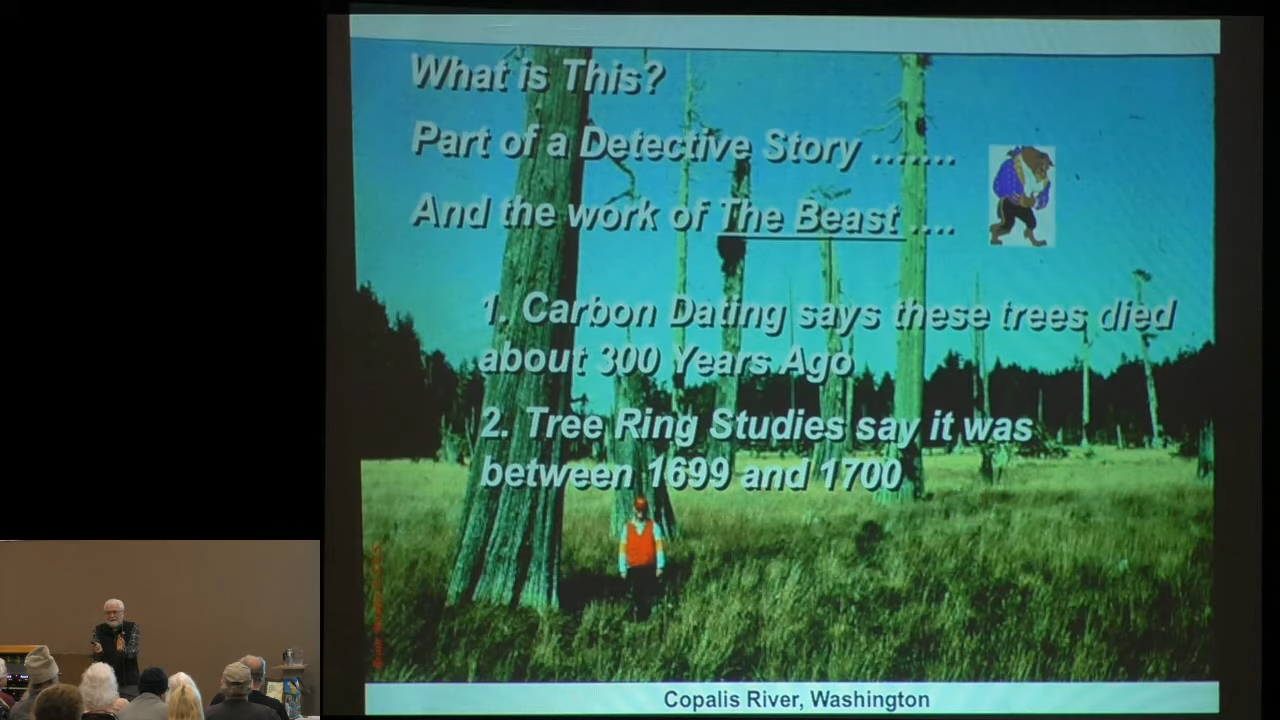 What is This?
Part of a Detective Story .......
And the work of The Beast ....
1. Carbon Dating says these trees died
about 300 Years Ago
2. Tree Ring Studies say it was
between 1699 and 1700
Copalis River, Washington